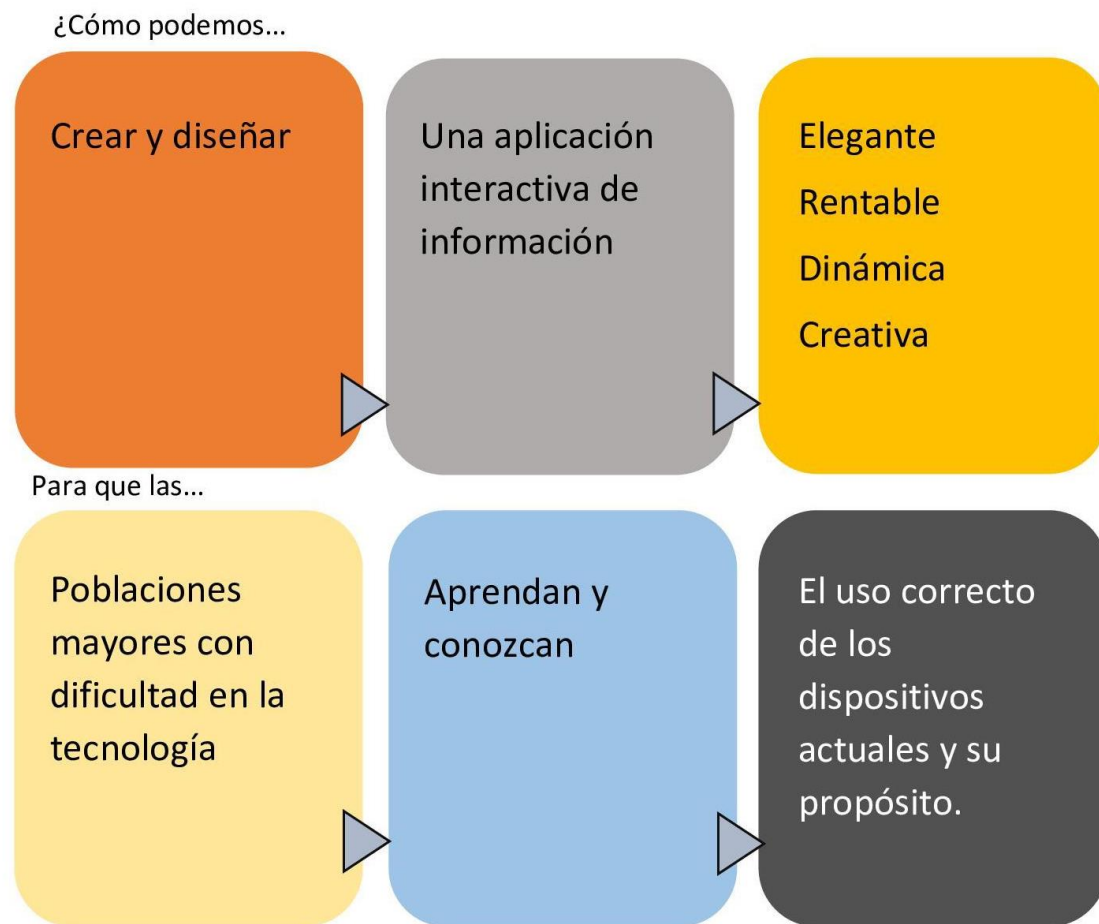 ¿Cómo podemos...
Crear y diseñar
Una aplicación
interactiva de
información
Elegante
Rentable
Dinámica
Creativa
Para que las...
Poblaciones
mayores con
dificultad en la
tecnología
Aprendan y
conozcan
El uso correcto
de los
dispositivos
actuales y su
propósito.